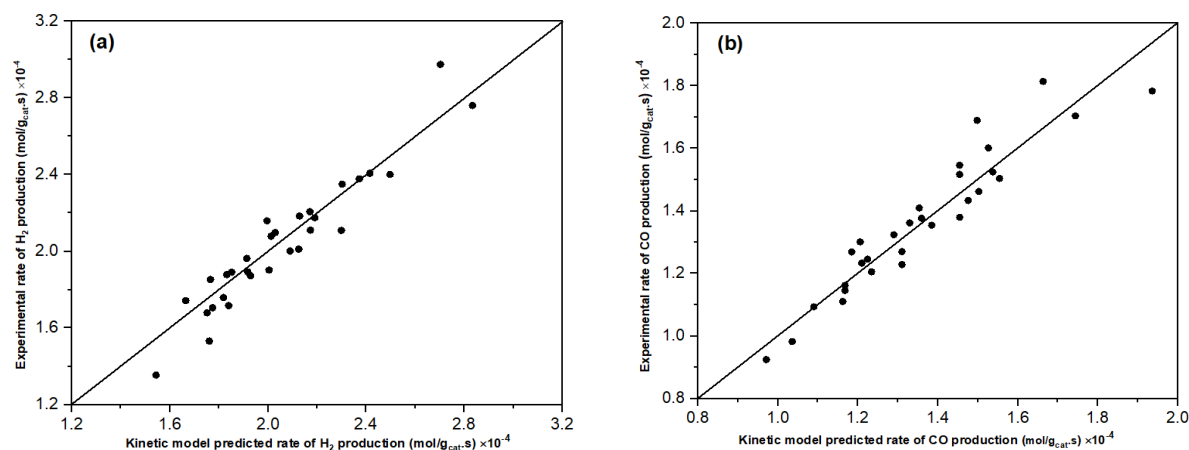 (a)
Experimental rate of H₂ production (mol/g_cat.s) ×10⁻⁴
3.2
2.8
2.4
2.0
1.6
1.2
1.2 1.6 2.0 2.4 2.8 3.2
Kinetic model predicted rate of H₂ production (mol/g_cat.s) ×10⁻⁴
(b)
Experimental rate of CO production (mol/g_cat.s) ×10⁻⁴
2.0
1.8
1.6
1.4
1.2
1.0
0.8
0.8 1.0 1.2 1.4 1.6 1.8 2.0
Kinetic model predicted rate of CO production (mol/g_cat.s) ×10⁻⁴